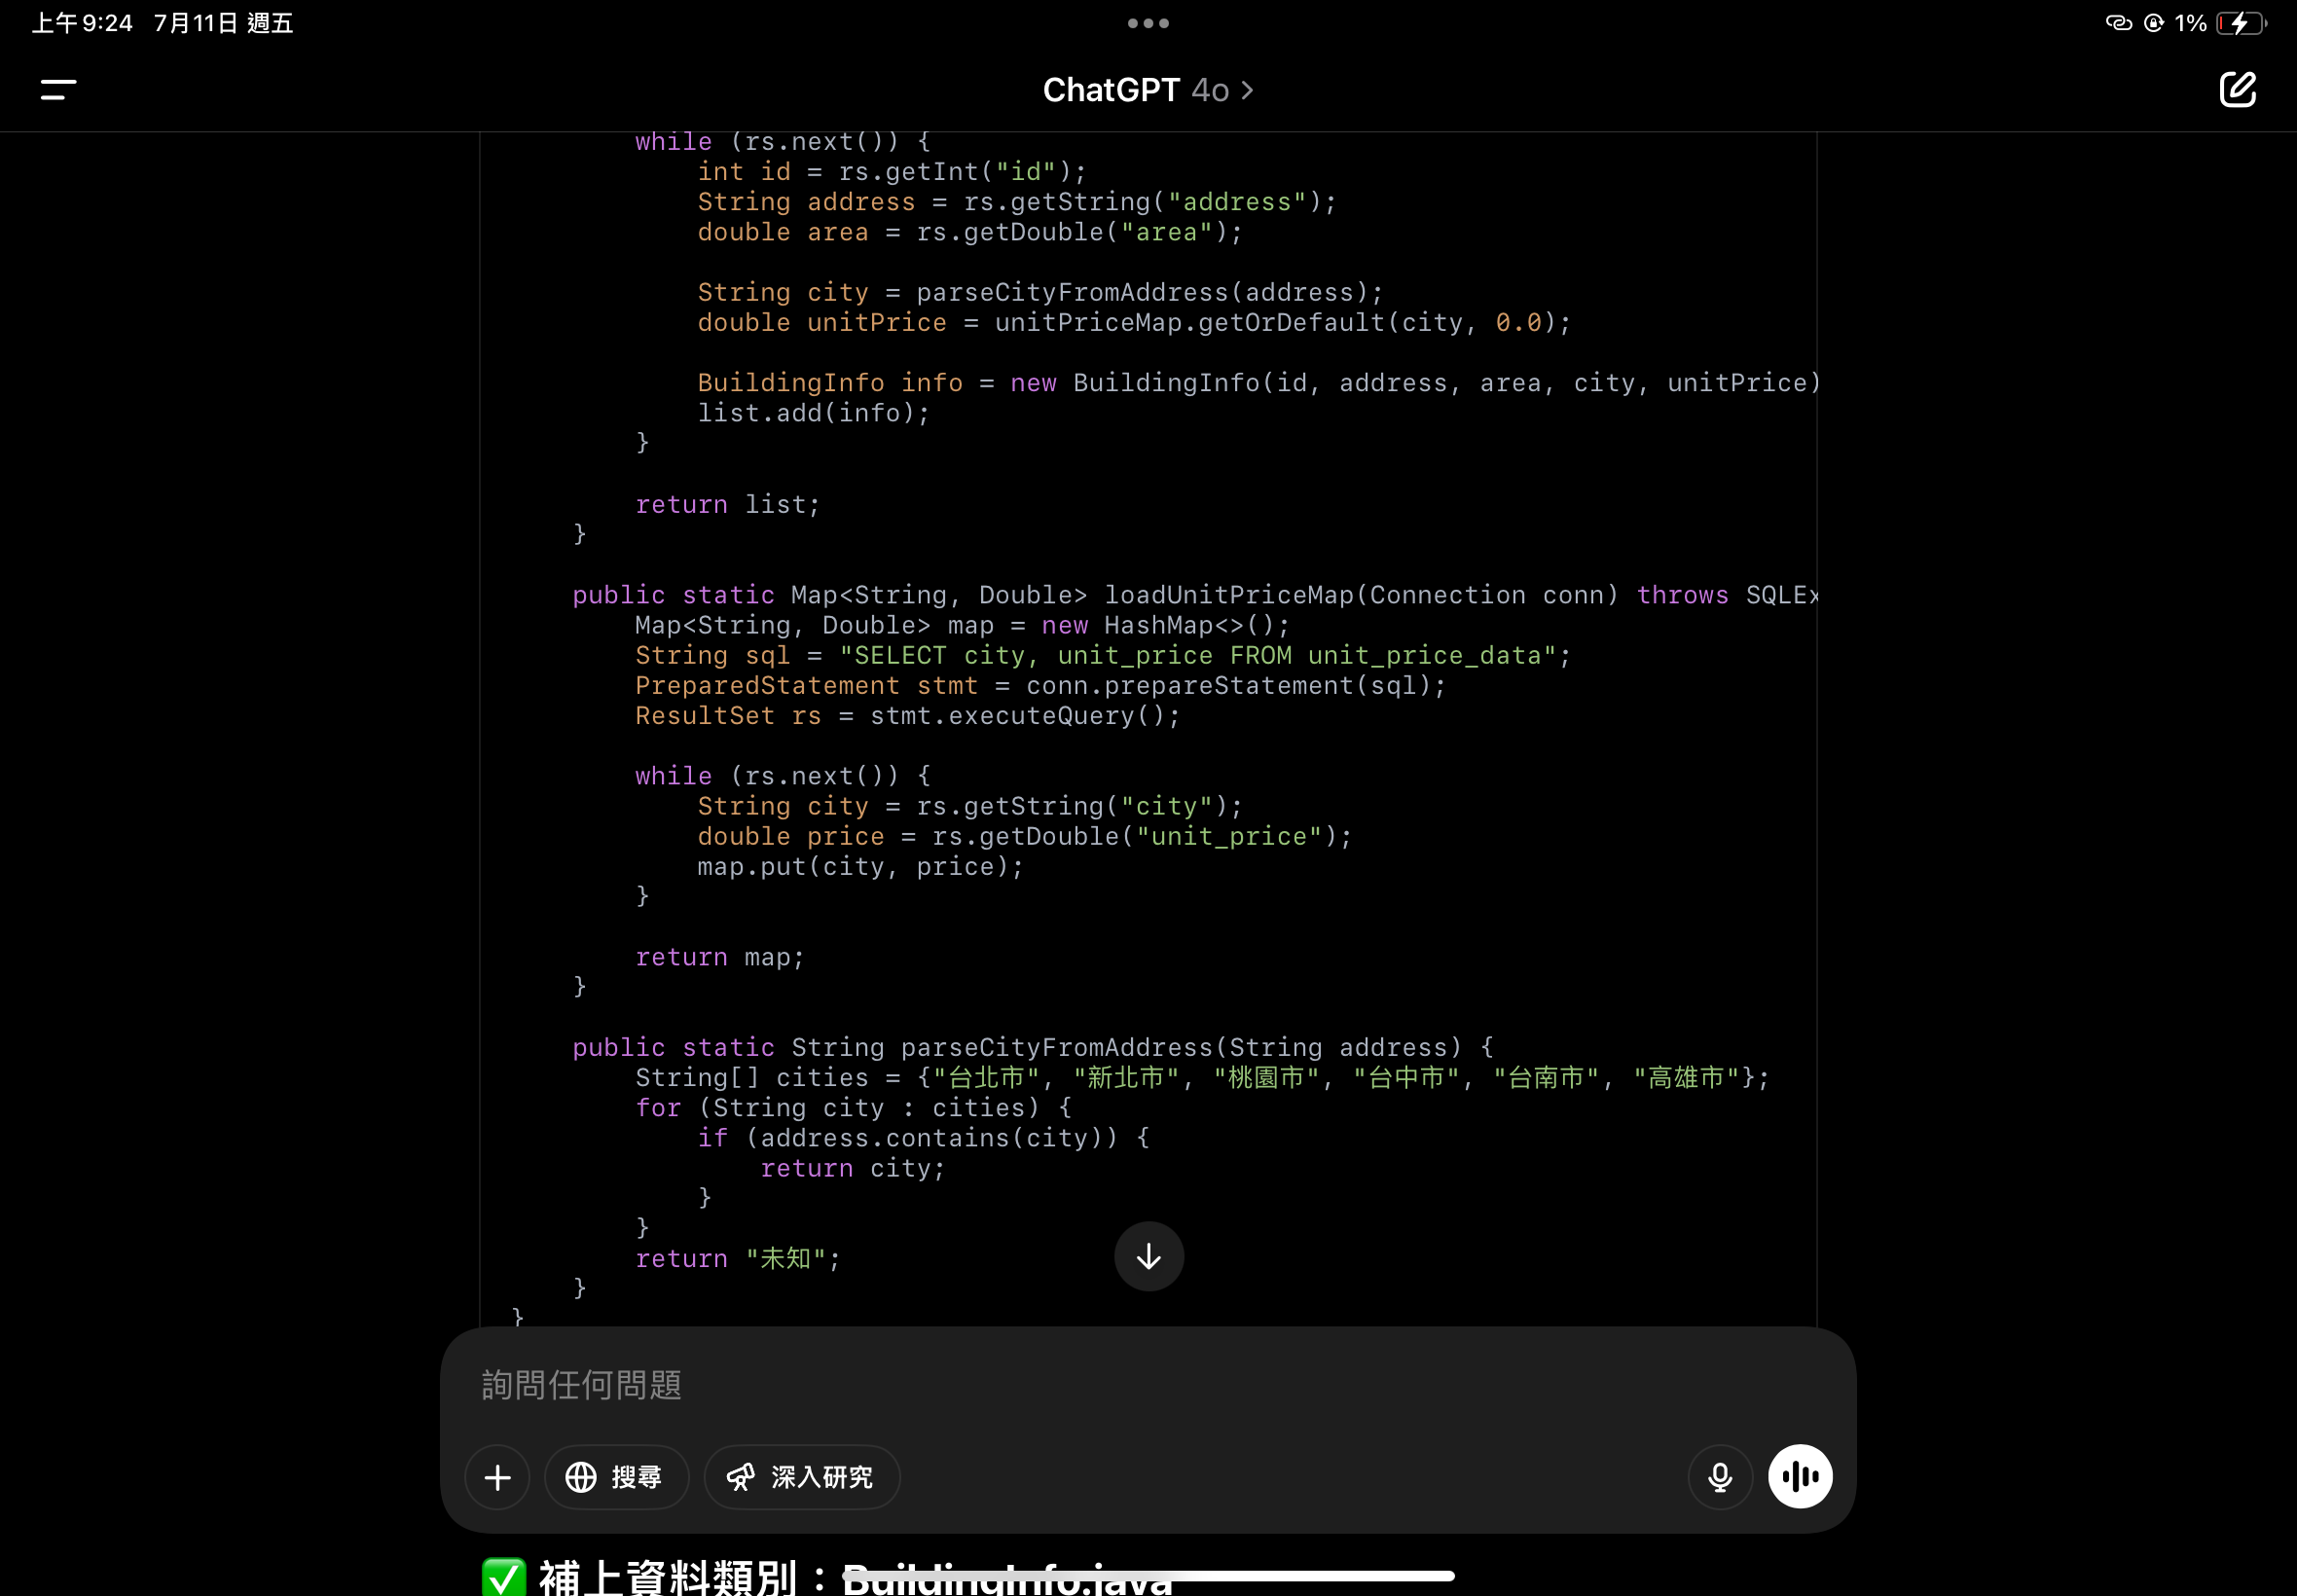 上午9:24 7月11日 週五
1%
ChatGPT 4o >
while (rs.next()) {
int id = rs.getInt("id");
String address = rs.getString("address");
double area = rs.getDouble("area");
String city = parseCityFromAddress(address);
double unitPrice = unitPriceMap.getOrDefault(city, 0.0);
BuildingInfo info = new BuildingInfo(id, address, area, city, unitPrice)
list.add(info);
}
return list;
}
public static Map<String, Double> loadUnitPriceMap(Connection conn) throws SQLEx
Map<String, Double> map = new HashMap<>();
String sql = "SELECT city, unit_price FROM unit_price_data";
PreparedStatement stmt = conn.prepareStatement(sql);
ResultSet rs = stmt.executeQuery();
while (rs.next()) {
String city = rs.getString("city");
double price = rs.getDouble("unit_price");
map.put(city, price);
}
return map;
}
public static String parseCityFromAddress(String address) {
String[] cities = {"台北市", "新北市", "桃園市", "台中市", "台南市", "高雄市"};
for (String city : cities) {
if (address.contains(city)) {
return city;
}
}
return "未知";
}
}
詢問任何問題
搜尋
深入研究
✅ 補上資料類別：BuildingInfo.java